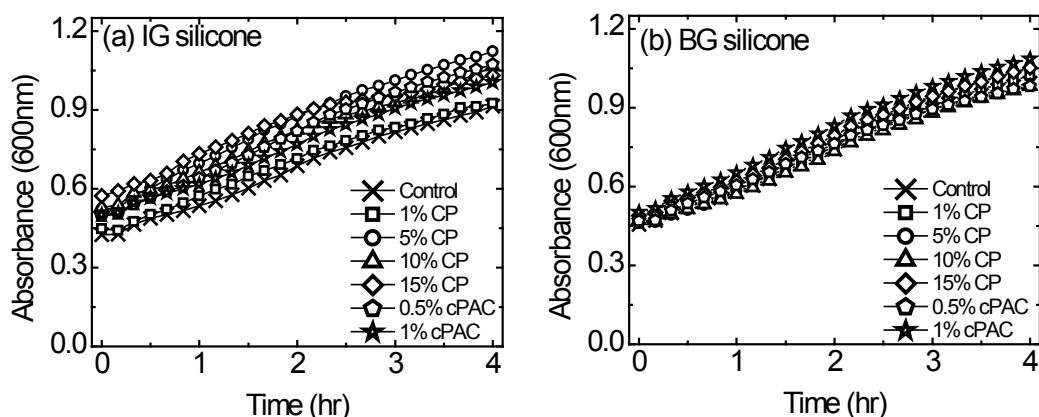 (a) IG silicone
Absorbance (600nm)
1.2
0.9
0.6
0.3
0.0
0
1
2
3
4
Time (hr)
Control
1% CP
5% CP
10% CP
15% CP
0.5% cPAC
1% cPAC
(b) BG silicone
Absorbance (600nm)
1.2
0.9
0.6
0.3
0.0
0
1
2
3
4
Time (hr)
Control
1% CP
5% CP
10% CP
15% CP
0.5% cPAC
1% cPAC